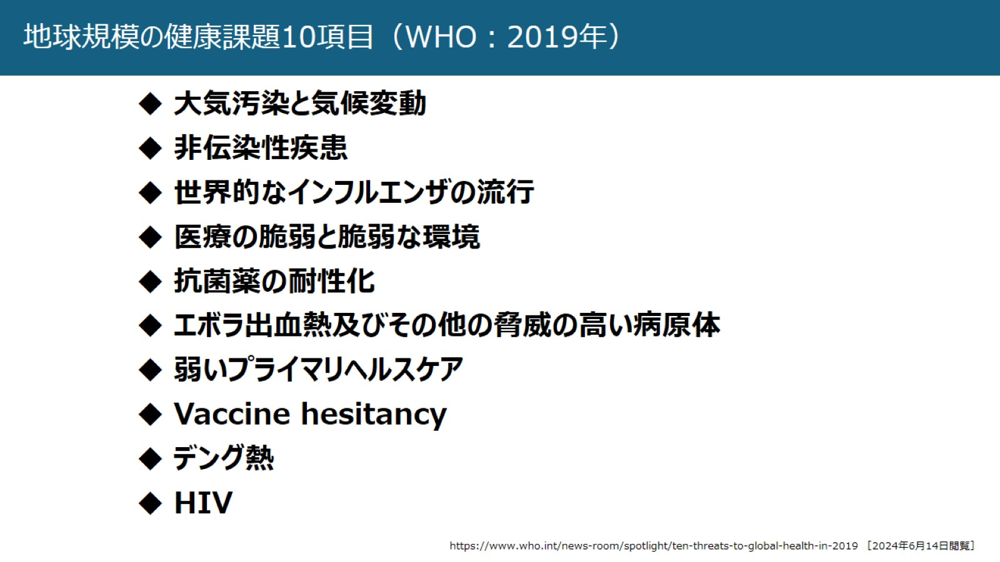 地球規模の健康課題10項目（WHO：2019年）
◆ 大気汚染と気候変動
◆ 非伝染性疾患
◆ 世界的なインフルエンザの流行
◆ 医療の脆弱と脆弱な環境
◆ 抗菌薬の耐性化
◆ エボラ出血熱及びその他の脅威の高い病原体
◆ 弱いプライマリヘルスケア
◆ Vaccine hesitancy
◆ デング熱
◆ HIV
https://www.who.int/news-room/spotlight/ten-threats-to-global-health-in-2019 ［2024年6月14日閲覧］